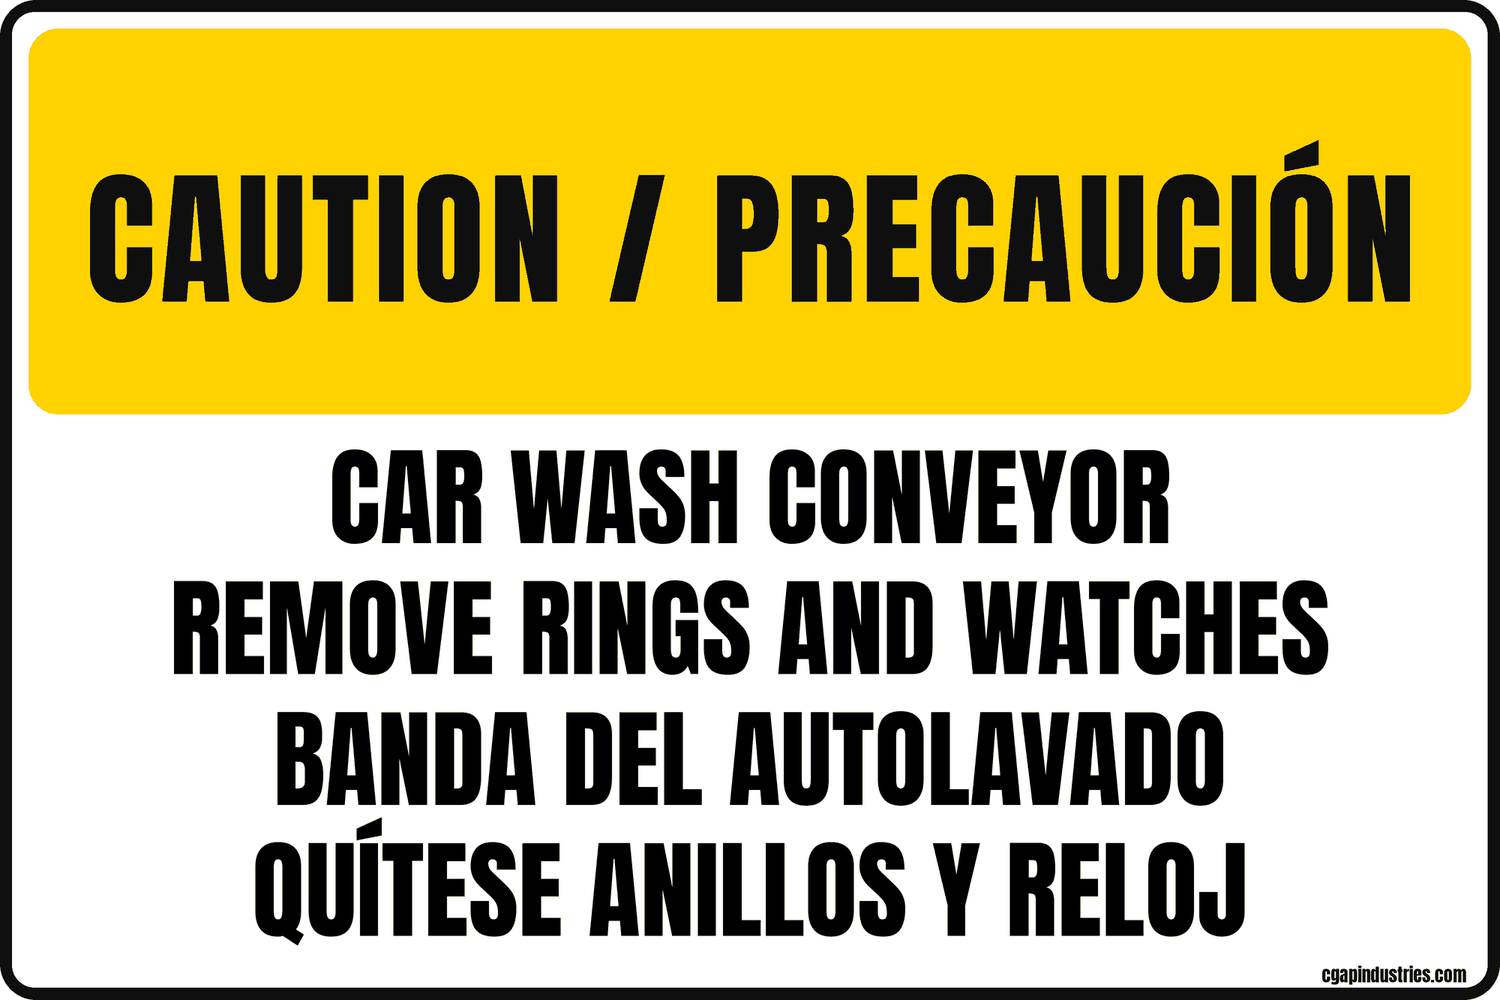 CAUTION / PRECAUCIÓN
CAR WASH CONVEYOR
REMOVE RINGS AND WATCHES
BANDA DEL AUTOLAVADO
QUÍTESE ANILLOS Y RELOJ
cgapindustries.com